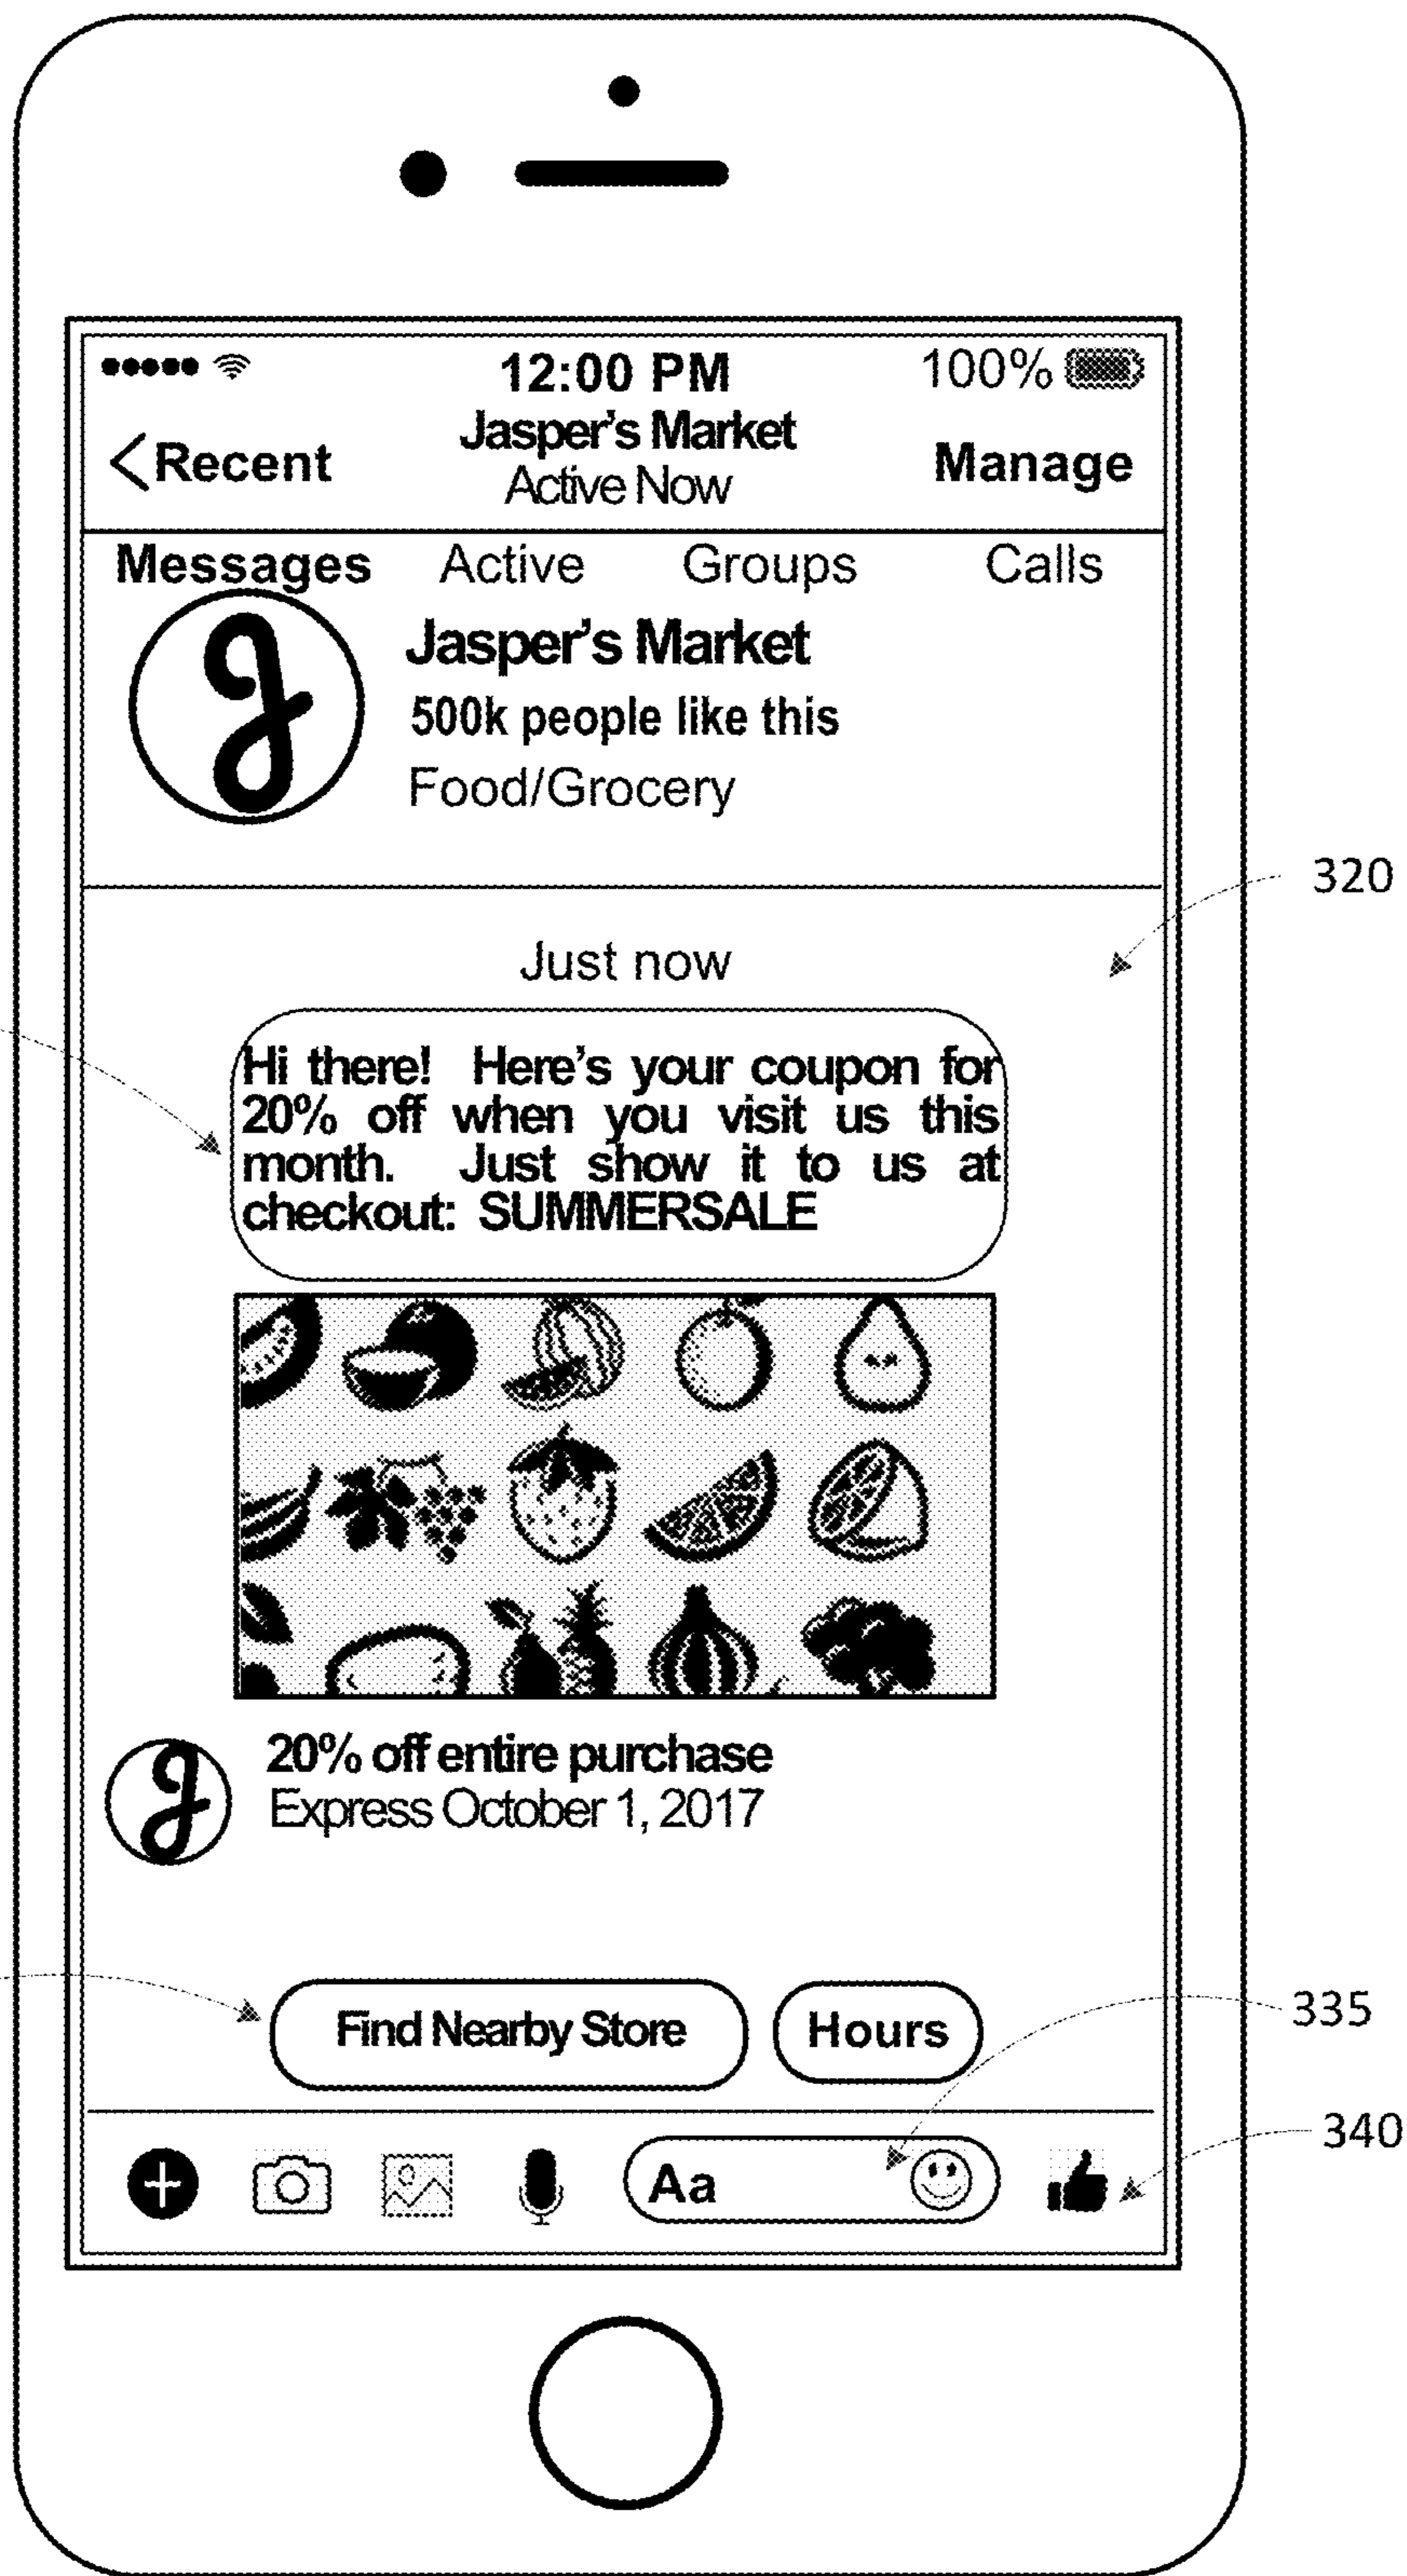 12:00 PM 100%
Jasper's Market
< Recent Manage
Active Now
Messages Active Groups Calls
Jasper's Market
500k people like this
Food/Grocery
320
Just now
Hi there! Here's your coupon for
20% off when you visit us this
month. Just show it to us at
checkout: SUMMERSALE
20% off entire purchase
Express October 1, 2017
Find Nearby Store Hours
335
340
Aa